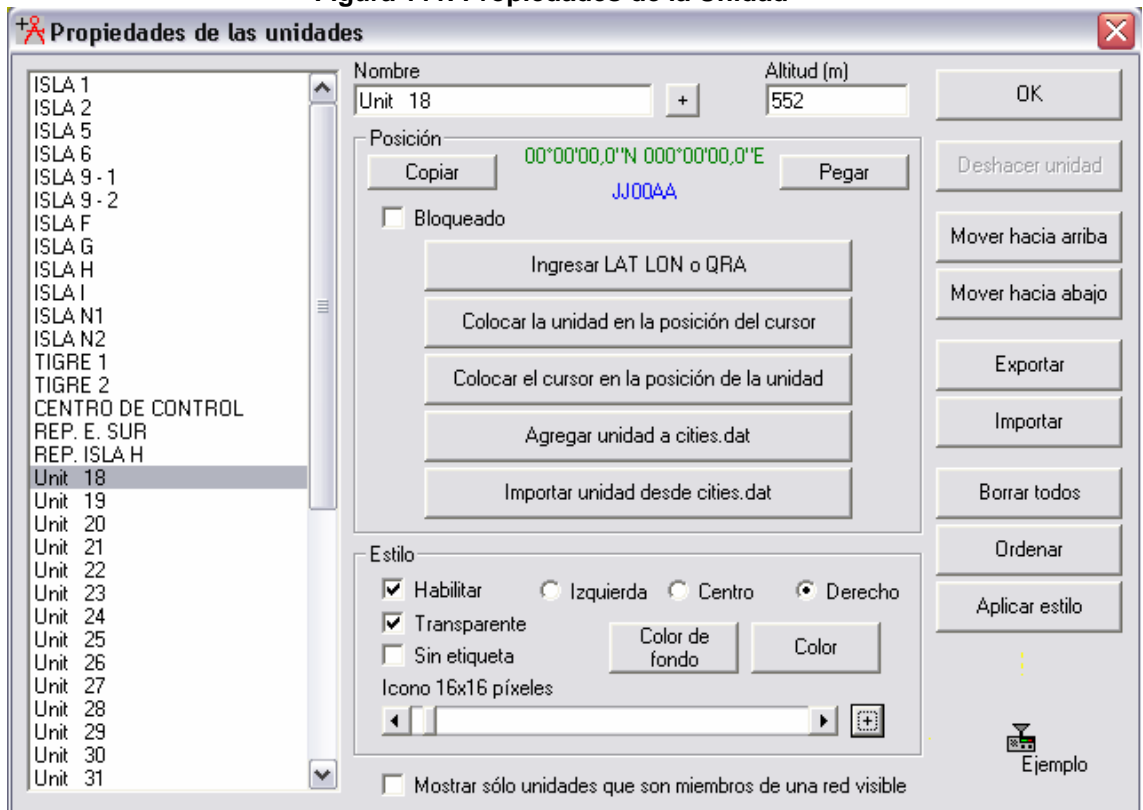 Propiedades de las unidades
ISLA 1
ISLA 2
ISLA 5
ISLA 6
ISLA 9 - 1
ISLA 9 - 2
ISLA F
ISLA G
ISLA H
ISLA I
ISLA N1
ISLA N2
TIGRE 1
TIGRE 2
CENTRO DE CONTROL
REP. E. SUR
REP. ISLA H
Unit 18
Unit 19
Unit 20
Unit 21
Unit 22
Unit 23
Unit 24
Unit 25
Unit 26
Unit 27
Unit 28
Unit 29
Unit 30
Unit 31
Nombre
Altitud (m)
Unit 18
+
552
Posición
Copiar
00°00'00,0''N 000°00'00,0''E
Pegar
JJ00AA
Bloqueado
Ingresar LAT LON o QRA
Colocar la unidad en la posición del cursor
Colocar el cursor en la posición de la unidad
Agregar unidad a cities.dat
Importar unidad desde cities.dat
Estilo
Habilitar
Izquierda
Centro
Derecho
Transparente
Sin etiqueta
Color de
fondo
Color
Icono 16x16 píxeles
Mostrar sólo unidades que son miembros de una red visible
OK
Deshacer unidad
Mover hacia arriba
Mover hacia abajo
Exportar
Importar
Borrar todos
Ordenar
Aplicar estilo
Ejemplo